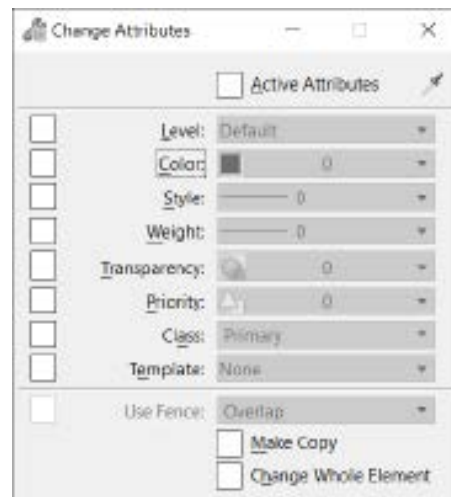 Change Attributes
Active Attributes
Level: Default
Color: 0
Style: 0
Weight: 0
Transparency: 0
Priority: 0
Class: Primary
Template: None
Use Fence: Overlap
Make Copy
Change Whole Element